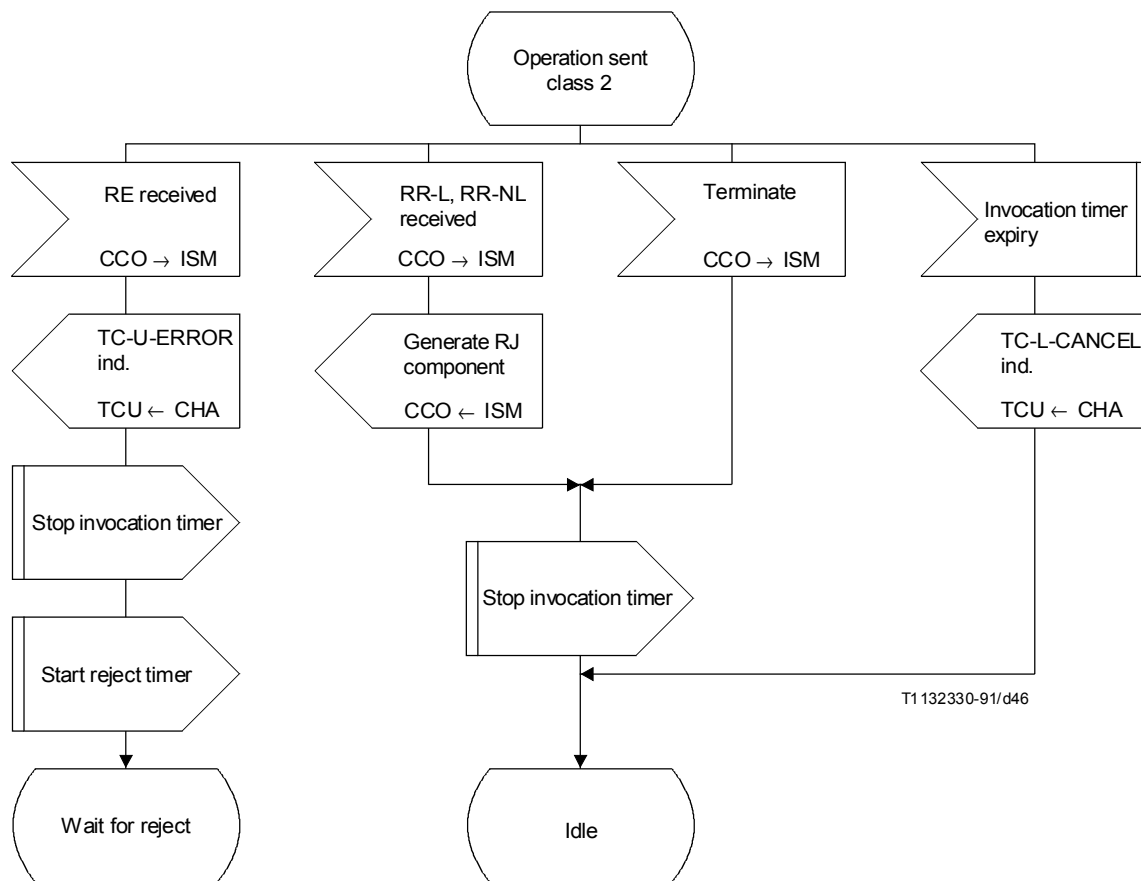 Operation sent
class 2
RE received
CCO → ISM
RR-L, RR-NL
received
CCO → ISM
Terminate
CCO → ISM
Invocation timer
expiry
TC-U-ERROR
ind.
TCU ← CHA
Generate RJ
component
CCO ← ISM
TC-L-CANCEL
ind.
TCU ← CHA
Stop invocation timer
Stop invocation timer
Start reject timer
T1132330-91/d46
Wait for reject
Idle